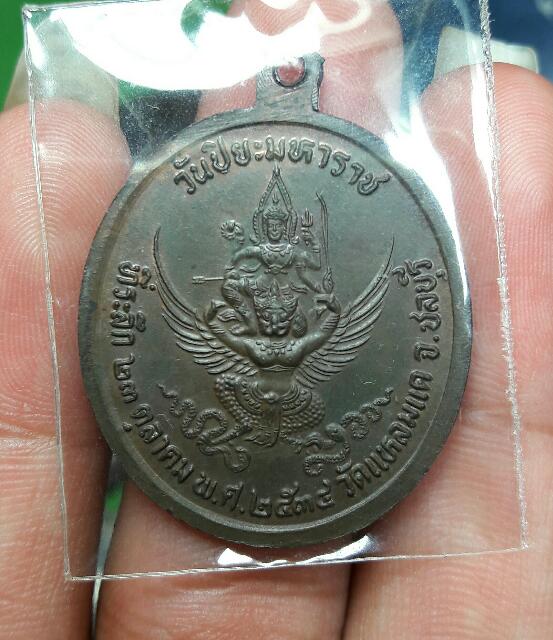 วันปิยะมหาราช
ที่ระลึก ๒๓ ตุลาคม พ.ศ.๒๕๓๕ วัดแหลมแค จ.ชลบุรี